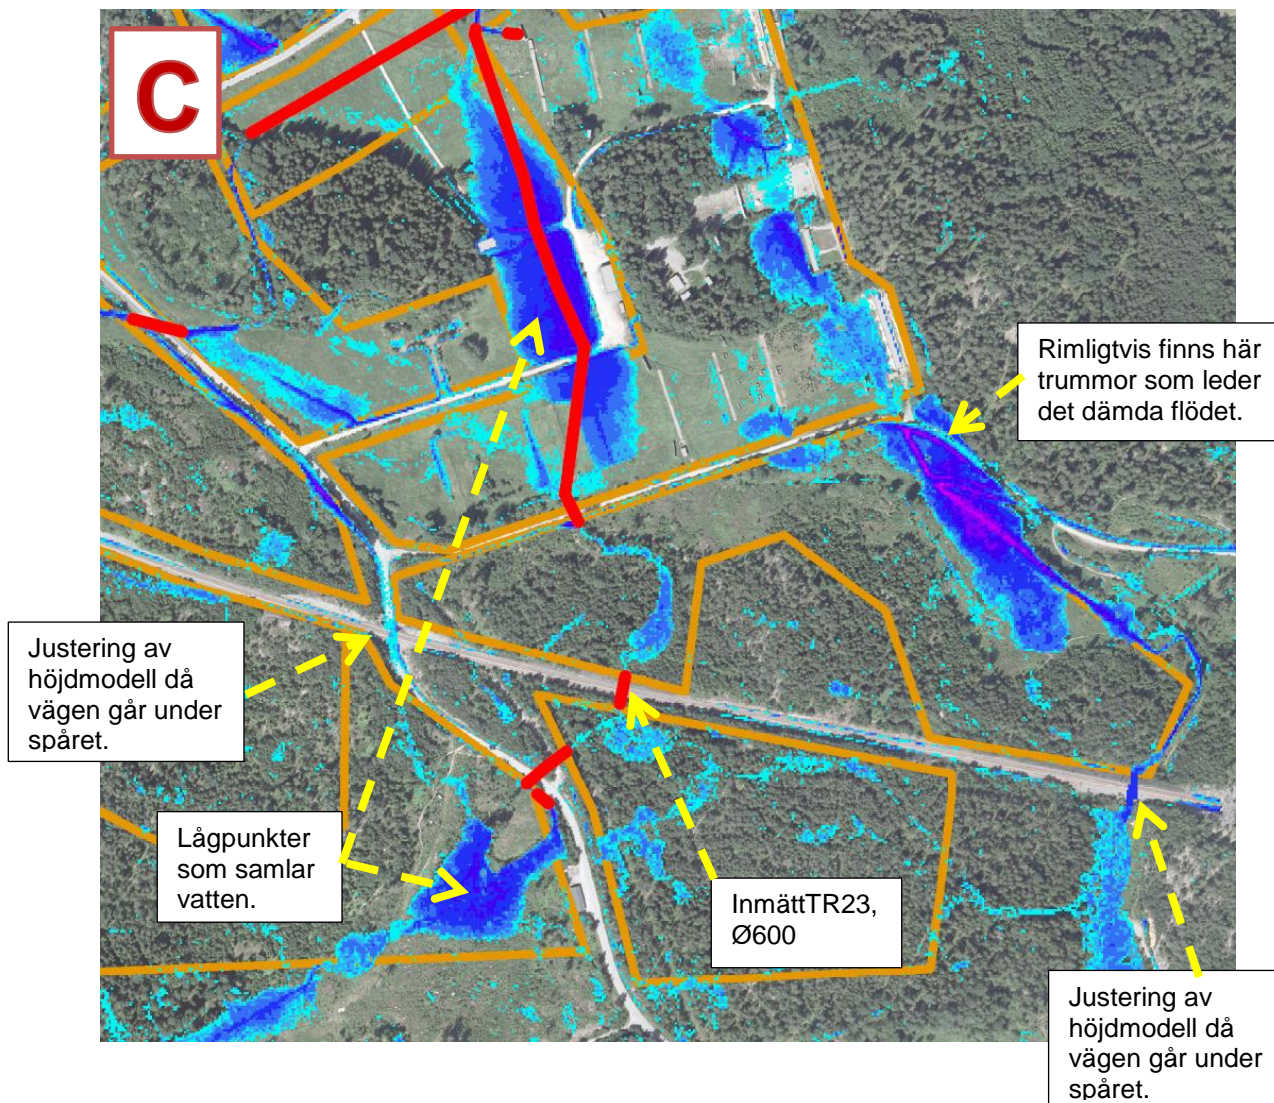 C
Rimligtvis finns här
trummor som leder
det dämda flödet.
Justering av
höjdmodell då
vägen går under
spåret.
Lågpunkter
som samlar
vatten.
InmättTR23,
Ø600
Justering av
höjdmodell då
vägen går under
spåret.